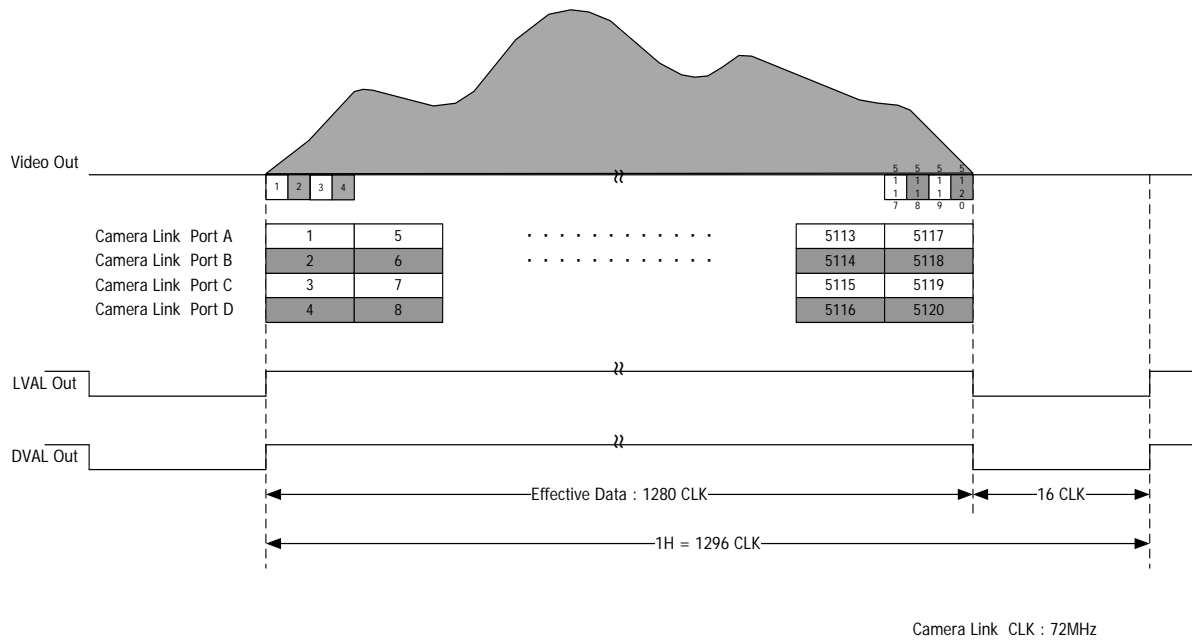 Video Out
1 2 3 4
5117 5118 5119 5120
Camera Link Port A 1 5 . . . . . . . . . . . . 5113 5117
Camera Link Port B 2 6 . . . . . . . . . . . . 5114 5118
Camera Link Port C 3 7 5115 5119
Camera Link Port D 4 8 5116 5120
LVAL Out
DVAL Out
Effective Data : 1280 CLK 16 CLK
1H = 1296 CLK
Camera Link CLK : 72MHz